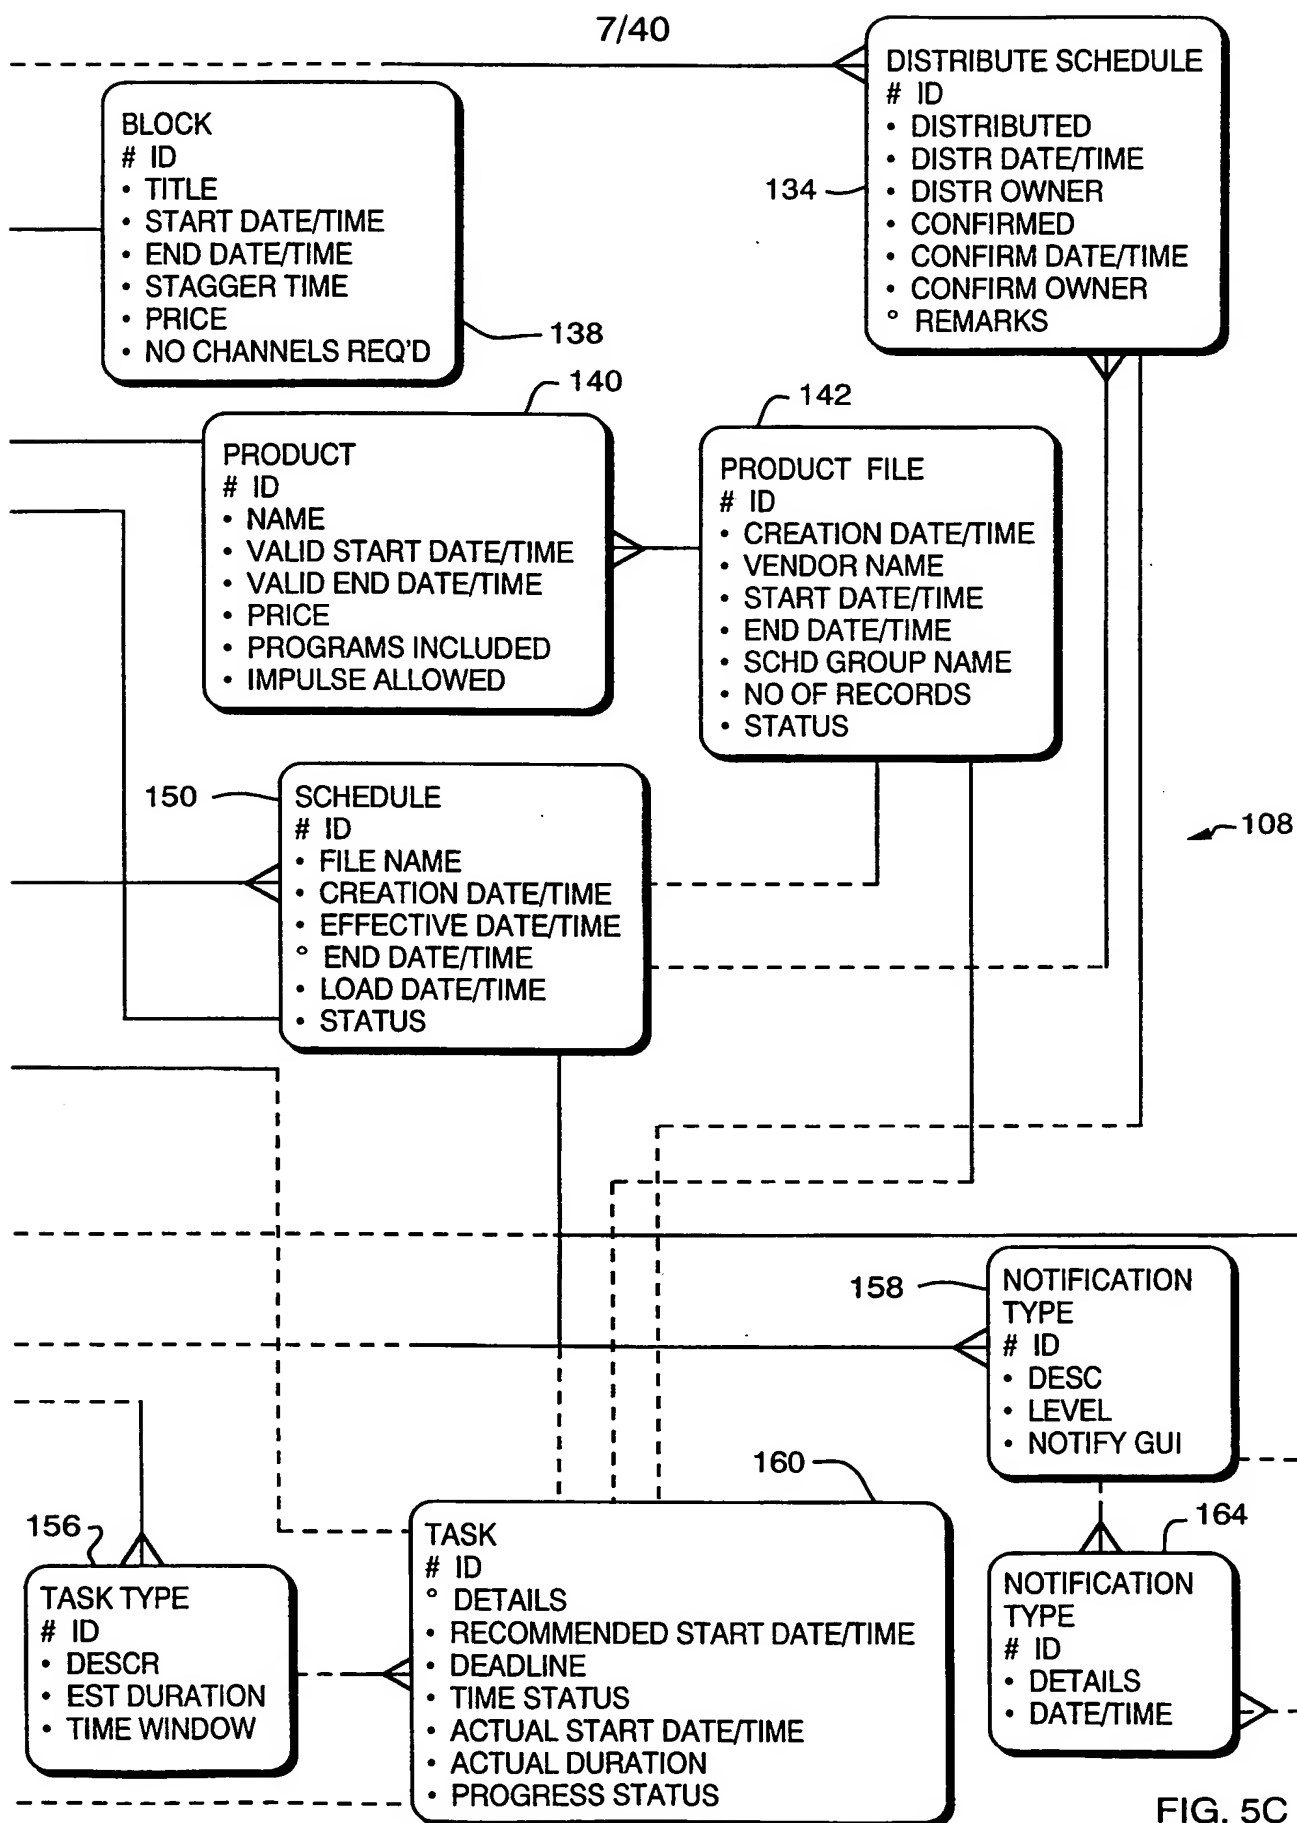 7/40
DISTRIBUTE SCHEDULE
# ID
• DISTRIBUTED
• DISTR DATE/TIME
• DISTR OWNER
• CONFIRMED
• CONFIRM DATE/TIME
• CONFIRM OWNER
° REMARKS
134
BLOCK
# ID
• TITLE
• START DATE/TIME
• END DATE/TIME
• STAGGER TIME
• PRICE
• NO CHANNELS REQ'D
138
140
PRODUCT
# ID
• NAME
• VALID START DATE/TIME
• VALID END DATE/TIME
• PRICE
• PROGRAMS INCLUDED
• IMPULSE ALLOWED
142
PRODUCT FILE
# ID
• CREATION DATE/TIME
• VENDOR NAME
• START DATE/TIME
• END DATE/TIME
• SCHD GROUP NAME
• NO OF RECORDS
• STATUS
150
SCHEDULE
# ID
• FILE NAME
• CREATION DATE/TIME
• EFFECTIVE DATE/TIME
° END DATE/TIME
• LOAD DATE/TIME
• STATUS
108
158
NOTIFICATION
TYPE
# ID
• DESC
• LEVEL
• NOTIFY GUI
156
TASK TYPE
# ID
• DESCR
• EST DURATION
• TIME WINDOW
160
TASK
# ID
° DETAILS
• RECOMMENDED START DATE/TIME
• DEADLINE
• TIME STATUS
• ACTUAL START DATE/TIME
• ACTUAL DURATION
• PROGRESS STATUS
164
NOTIFICATION
TYPE
# ID
• DETAILS
• DATE/TIME
FIG. 5C